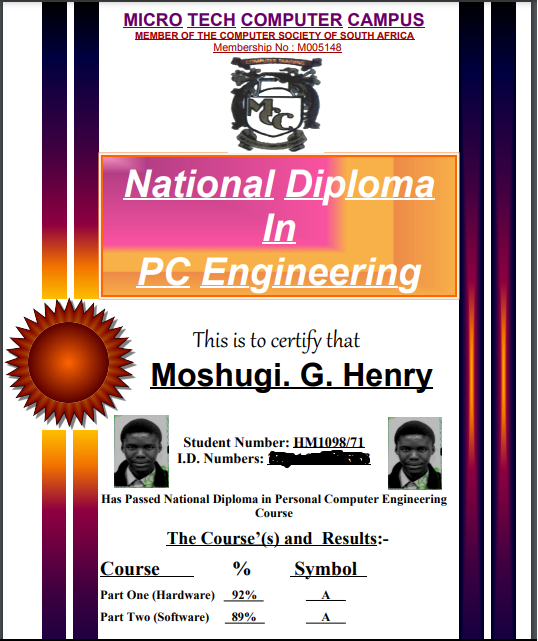 MICRO TECH COMPUTER CAMPUS
MEMBER OF THE COMPUTER SOCIETY OF SOUTH AFRICA
Membership No : M005148
COMPUTER TRAINING
MCC
National Diploma
In
PC Engineering
This is to certify that
Moshugi. G. Henry
Student Number: HM1098/71
I.D. Numbers:
Has Passed National Diploma in Personal Computer Engineering
Course
The Course’(s) and Results:-
Course % Symbol
Part One (Hardware) 92% A
Part Two (Software) 89% A